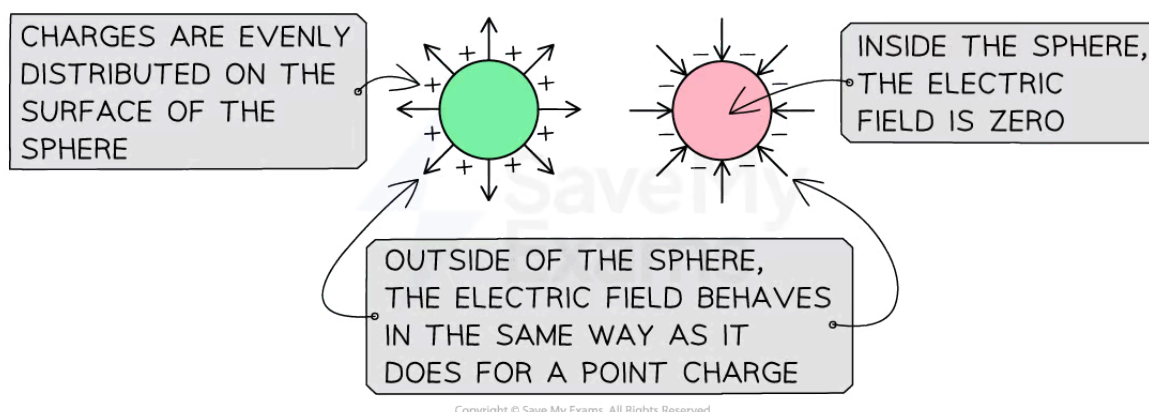 CHARGES ARE EVENLY
DISTRIBUTED ON THE
SURFACE OF THE
SPHERE
INSIDE THE SPHERE,
THE ELECTRIC
FIELD IS ZERO
OUTSIDE OF THE SPHERE,
THE ELECTRIC FIELD BEHAVES
IN THE SAME WAY AS IT
DOES FOR A POINT CHARGE
SaveMy
Exams
Copyright © Save My Exams. All Rights Reserved